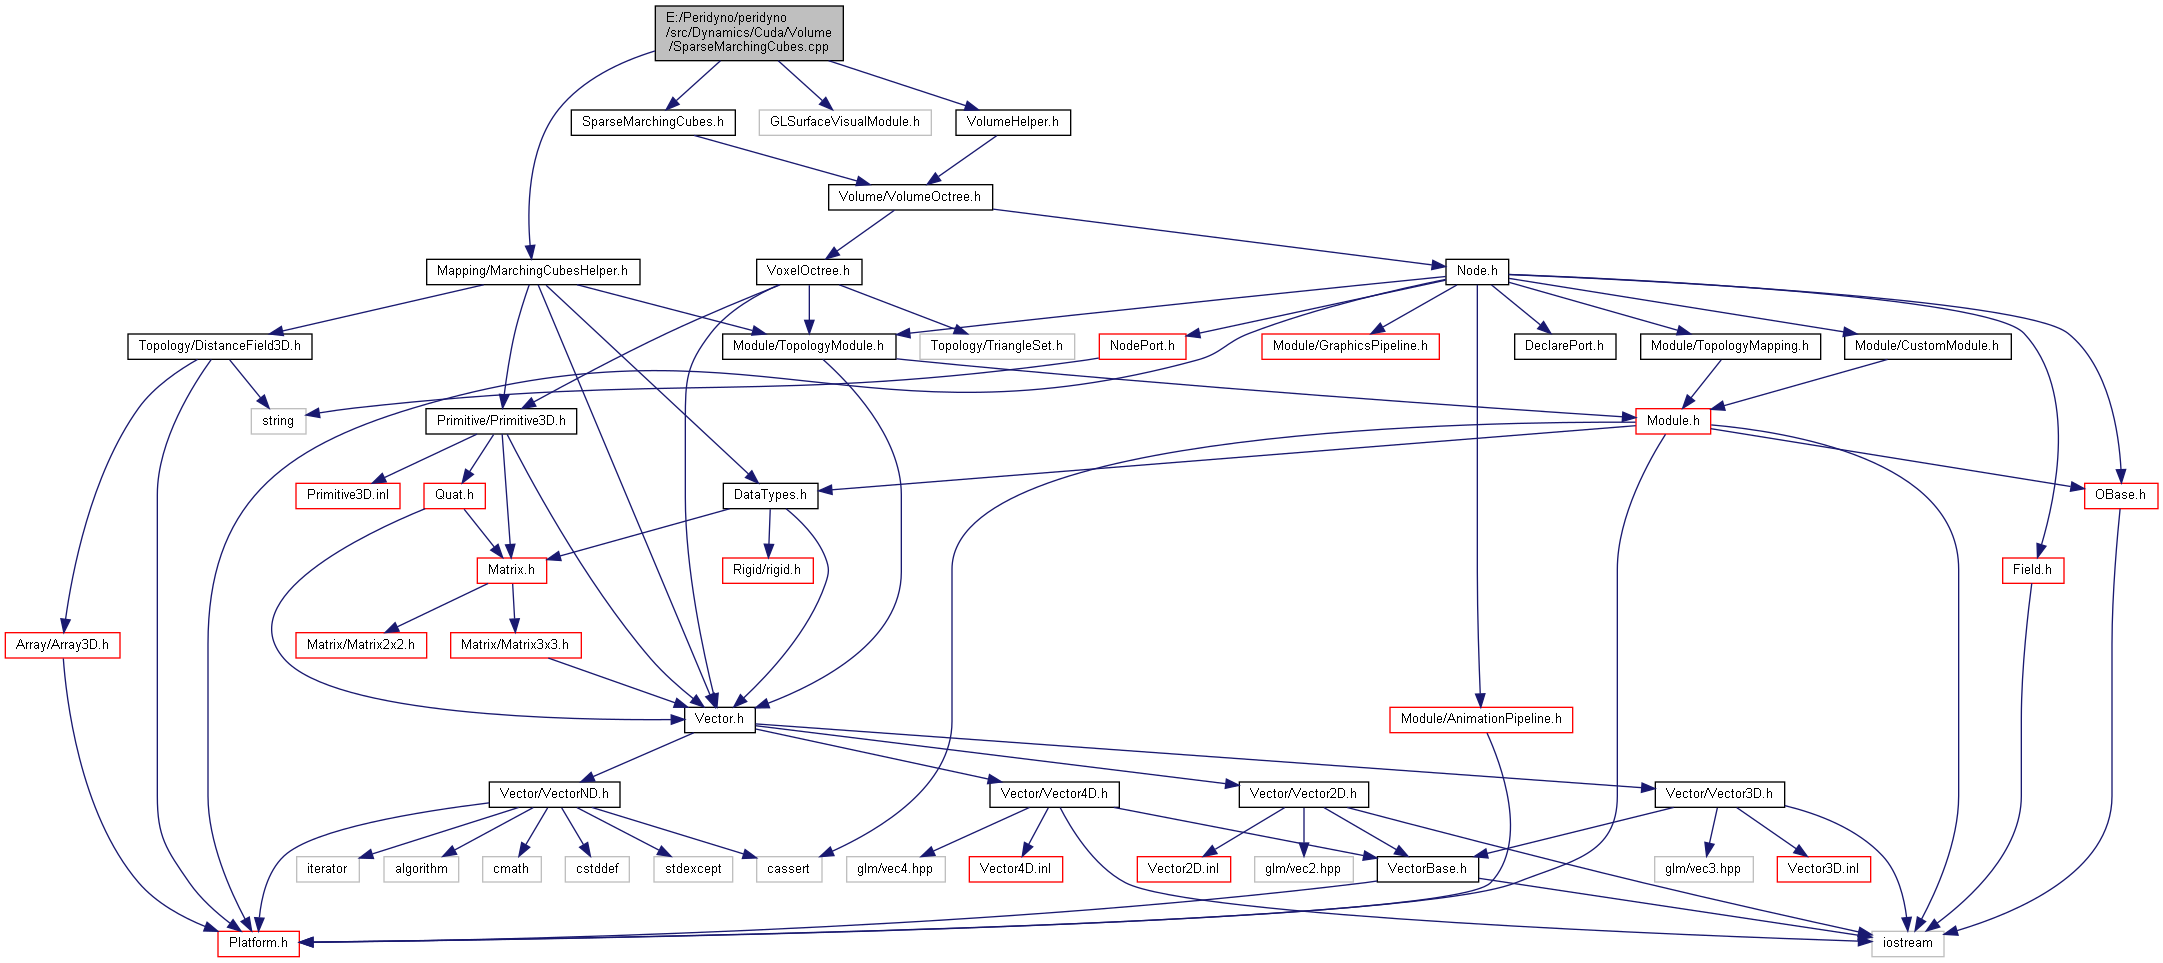 E:/Peridyno/peridyno
/src/Dynamics/Cuda/Volume
/SparseMarchingCubes.cpp
SparseMarchingCubes.h
GLSurfaceVisualModule.h
VolumeHelper.h
Volume/VolumeOctree.h
Mapping/MarchingCubesHelper.h
VoxelOctree.h
Node.h
Topology/DistanceField3D.h
Module/TopologyModule.h
Topology/TriangleSet.h
NodePort.h
Module/GraphicsPipeline.h
DeclarePort.h
Module/TopologyMapping.h
Module/CustomModule.h
string
Primitive/Primitive3D.h
Module.h
Primitive3D.inl
Quat.h
DataTypes.h
OBase.h
Matrix.h
Rigid/rigid.h
Field.h
Array/Array3D.h
Matrix/Matrix2x2.h
Matrix/Matrix3x3.h
Vector.h
Module/AnimationPipeline.h
Vector/VectorND.h
Vector/Vector4D.h
Vector/Vector2D.h
Vector/Vector3D.h
iterator
algorithm
cmath
cstddef
stdexcept
cassert
glm/vec4.hpp
Vector4D.inl
Vector2D.inl
glm/vec2.hpp
VectorBase.h
glm/vec3.hpp
Vector3D.inl
Platform.h
iostream